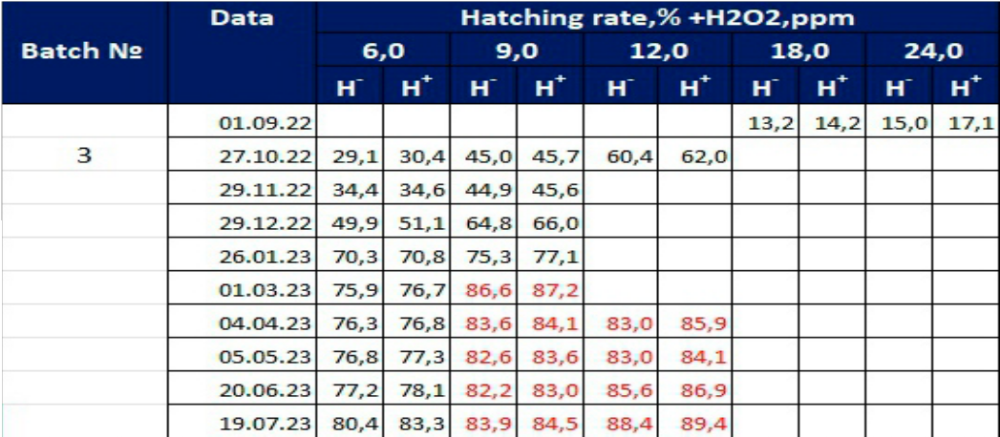 Data Hatching rate,% +H2O2,ppm
Batch № 6,0 9,0 12,0 18,0 24,0
H⁻ H⁺ H⁻ H⁺ H⁻ H⁺ H⁻ H⁺ H⁻ H⁺
01.09.22 13,2 14,2 15,0 17,1
3 27.10.22 29,1 30,4 45,0 45,7 60,4 62,0
29.11.22 34,4 34,6 44,9 45,6
29.12.22 49,9 51,1 64,8 66,0
26.01.23 70,3 70,8 75,3 77,1
01.03.23 75,9 76,7 86,6 87,2
04.04.23 76,3 76,8 83,6 84,1 83,0 85,9
05.05.23 76,8 77,3 82,6 83,6 83,0 84,1
20.06.23 77,2 78,1 82,2 83,0 85,6 86,9
19.07.23 80,4 83,3 83,9 84,5 88,4 89,4